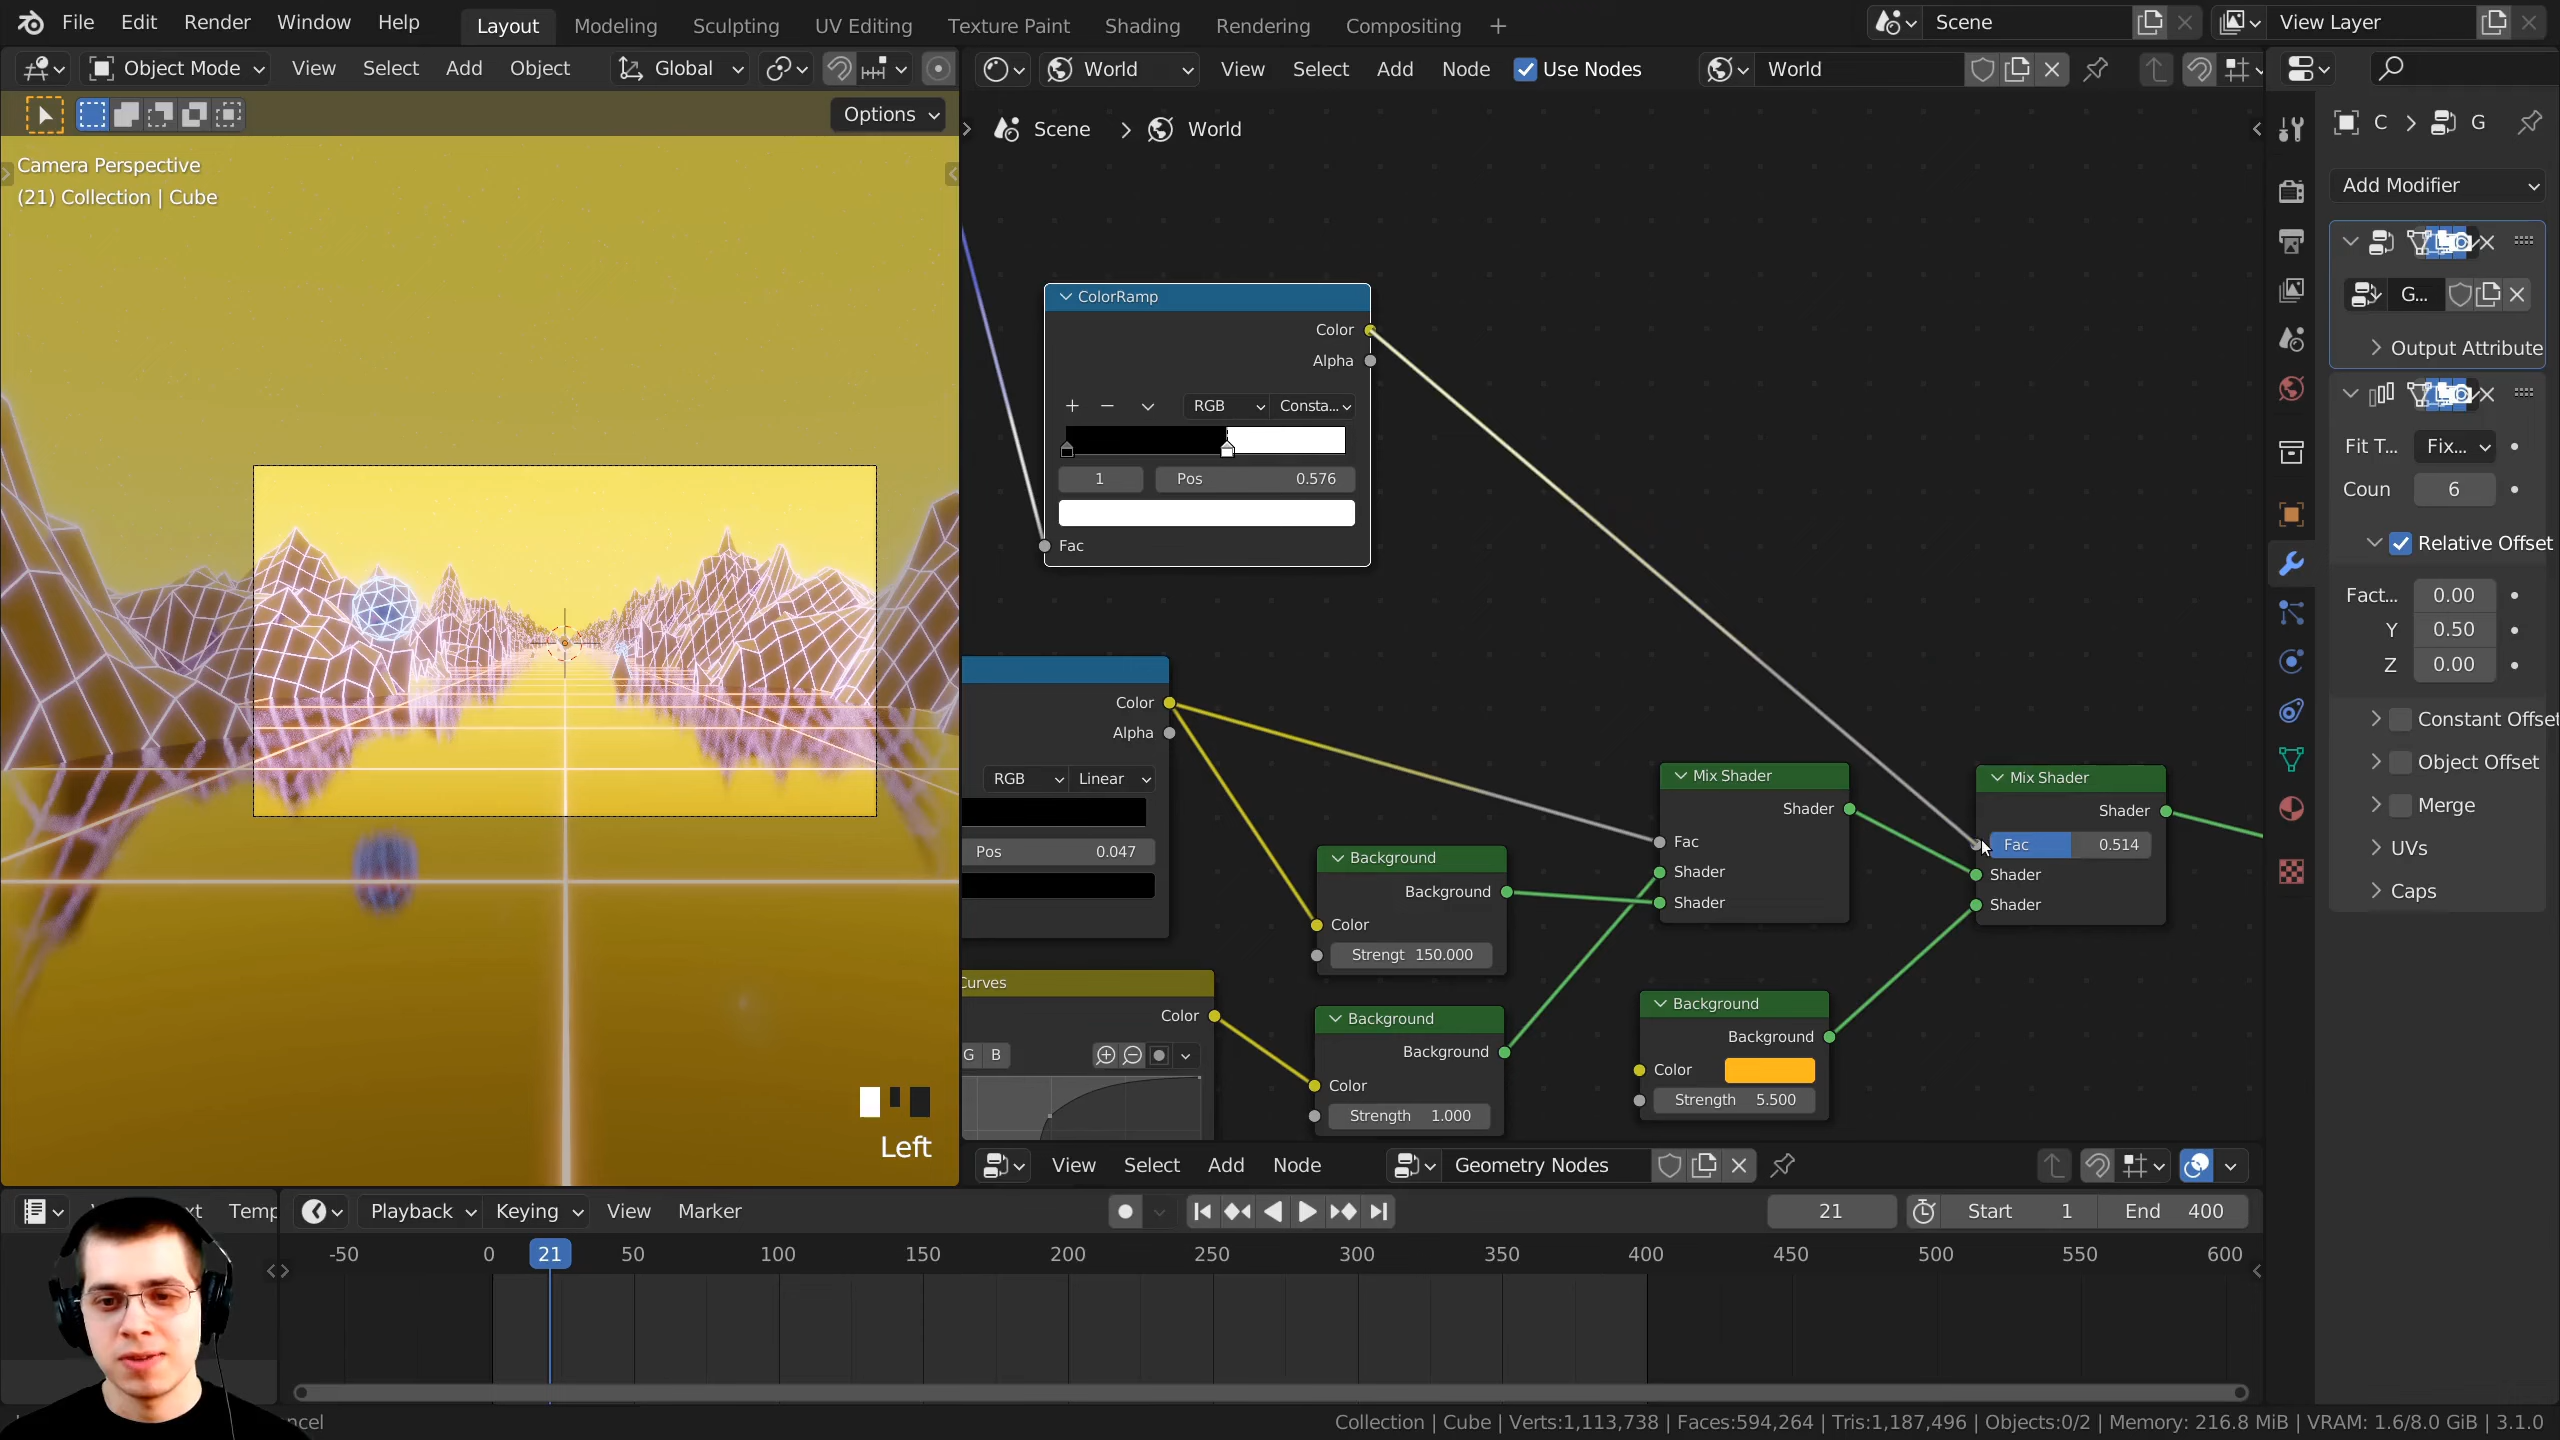 File Edit Render Window Help Layout Modeling Sculpting UV Editing Texture Paint Shading Rendering Compositing + Scene View Layer
Object Mode View Select Add Object Global World View Select Add Node Use Nodes World
Options
Camera Perspective
(21) Collection | Cube
Scene > World
C > G
Add Modifier
G...
Output Attribute
Fit T... Fix...
Coun 6
Relative Offset
Fact... 0.00
Y 0.50
Z 0.00
Constant Offset
Object Offset
Merge
UVs
Caps
ColorRamp
Color
Alpha
+ − RGB Consta...
1 Pos 0.576
Fac
Color
Alpha
RGB Linear
Pos 0.047
Curves
Color
G B
Background
Background
Color
Strengt 150.000
Background
Background
Color
Strength 1.000
Mix Shader
Shader
Fac
Shader
Shader
Background
Background
Color
Strength 5.500
Mix Shader
Shader
Fac 0.514
Shader
Shader
Left
View Select Add Node Geometry Nodes
Temp Playback Keying View Marker 21 Start 1 End 400
-50 0 21 50 100 150 200 250 300 350 400 450 500 550 600
ncel
Collection | Cube | Verts:1,113,738 | Faces:594,264 | Tris:1,187,496 | Objects:0/2 | Memory: 216.8 MiB | VRAM: 1.6/8.0 GiB | 3.1.0